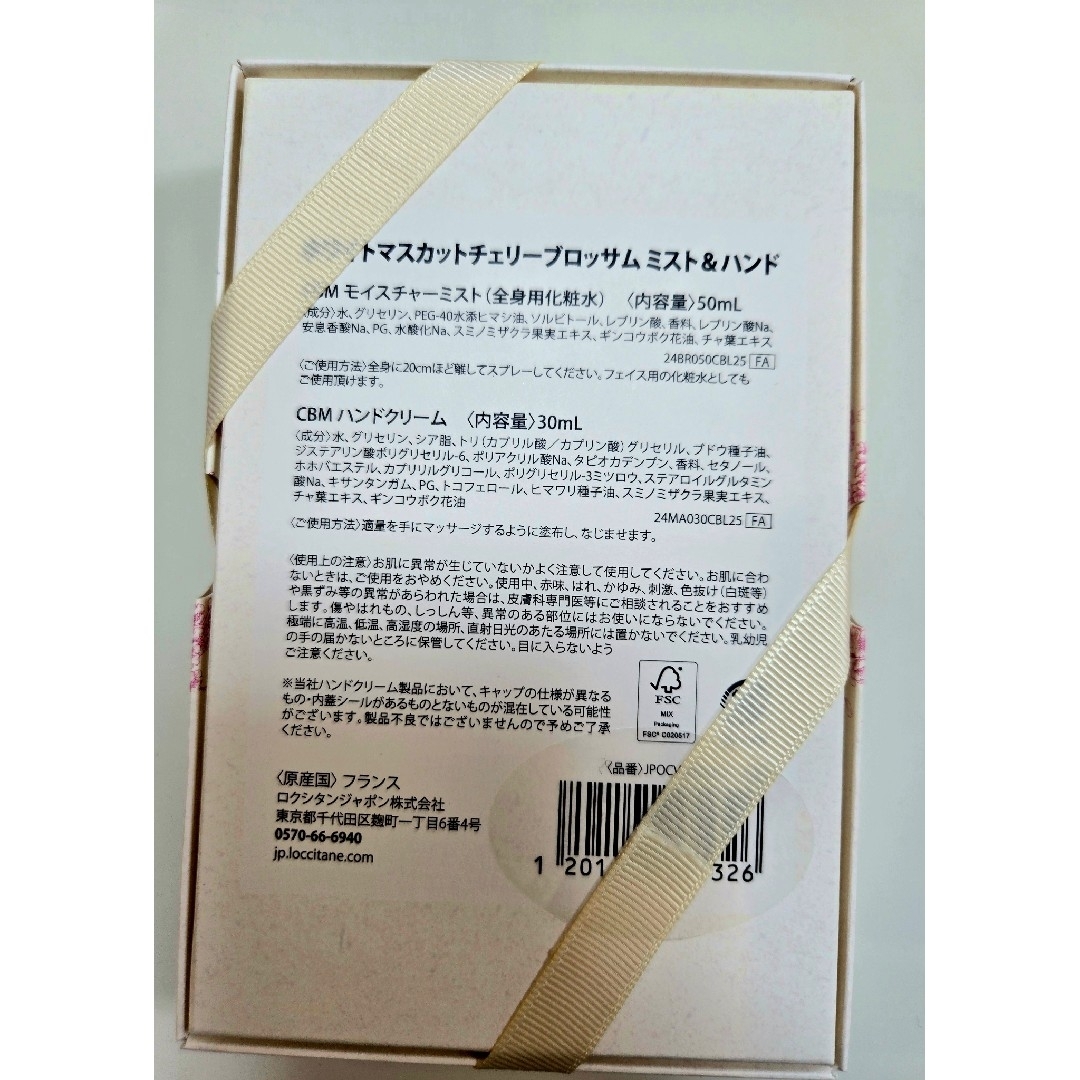 トマスカットチェリーブロッサム ミスト＆ハンド
BM モイスチャーミスト（全身用化粧水）　〈内容量〉50mL
〈成分〉水、グリセリン、PEG-40水添ヒマシ油、ソルビトール、レブリン酸、香料、レブリン酸Na、
安息香酸Na、PG、水酸化Na、スミノミザクラ果実エキス、ギンコウボク花油、チャ葉エキス
24BR050CBL25 FA
〈ご使用方法〉全身に20cmほど離してスプレーしてください。フェイス用の化粧水としても
ご使用頂けます。
CBM ハンドクリーム　〈内容量〉30mL
〈成分〉水、グリセリン、シア脂、トリ（カプリル酸／カプリン酸）グリセリル、ブドウ種子油、
ジステアリン酸ポリグリセリル-6、ポリアクリル酸Na、タピオカデンプン、香料、セタノール、
ホホバエステル、カプリリルグリコール、ポリグリセリル-3ミツロウ、ステアロイルグルタミン
酸Na、キサンタンガム、PG、トコフェロール、ヒマワリ種子油、スミノミザクラ果実エキス、
チャ葉エキス、ギンコウボク花油
24MA030CBL25 FA
〈ご使用方法〉適量を手にマッサージするように塗布し、なじませます。
〈使用上の注意〉お肌に異常が生じていないかよく注意して使用してください。お肌に合わ
ないときは、ご使用をおやめください。使用中、赤味、はれ、かゆみ、刺激、色抜け（白斑等）
や黒ずみ等の異常があらわれた場合は、皮膚科専門医等にご相談されることをおすすめ
します。傷やはれもの、しっしん等、異常のある部位にはお使いにならないでください。
極端に高温、低温、高湿度の場所、直射日光のあたる場所には置かないでください。乳幼児
の手の届かないところに保管してください。目に入らないよう
ご注意ください。
※当社ハンドクリーム製品において、キャップの仕様が異なる
もの・内蓋シールがあるものとないものが混在している可能性
がございます。製品不良ではございませんので予めご了承
ください。
FSC
MIX
Packaging
FSC® C020517
〈品番〉JPOCV
〈原産国〉フランス
ロクシタンジャポン株式会社
東京都千代田区麹町一丁目6番4号
0570-66-6940
jp.loccitane.com
1 201 326